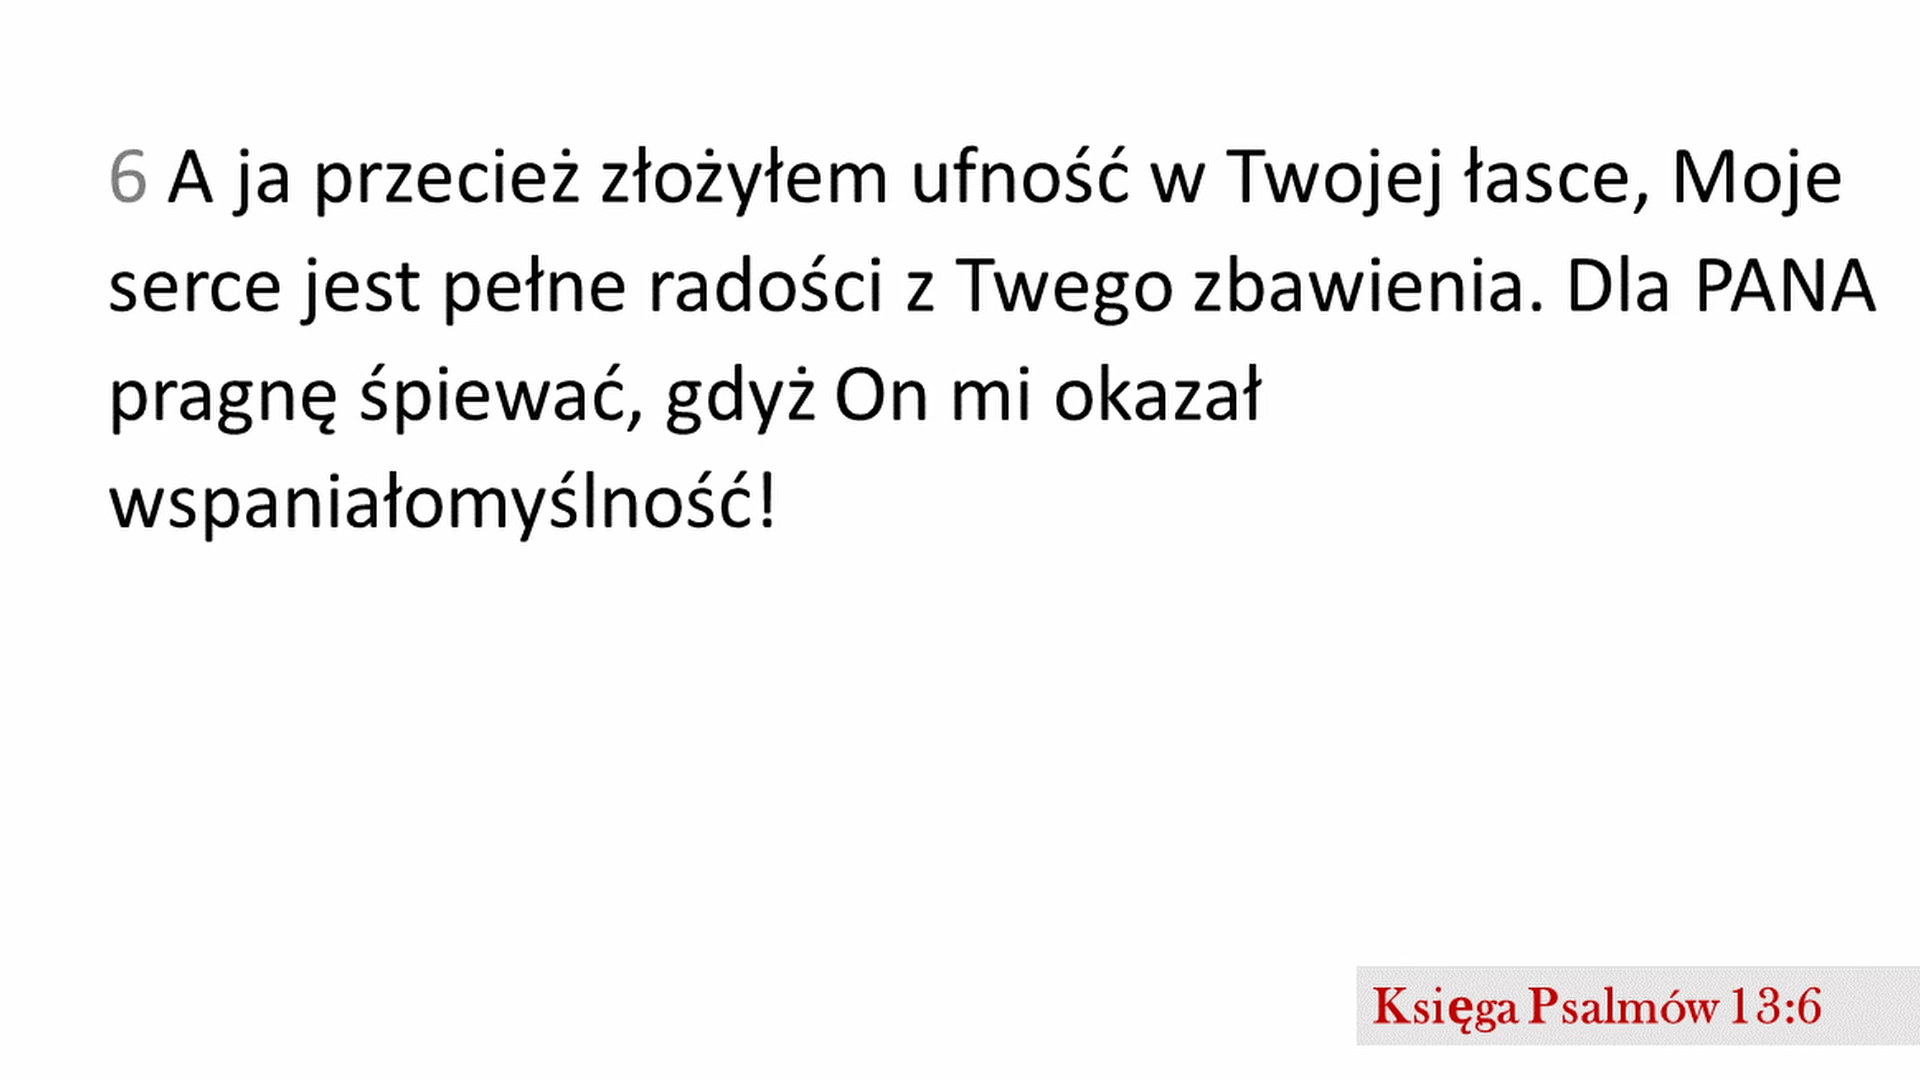 6 A ja przecież złożyłem ufność w Twojej łasce, Moje
serce jest pełne radości z Twego zbawienia. Dla PANA
pragnę śpiewać, gdyż On mi okazał
wspaniałomyślność!
Księga Psalmów 13:6